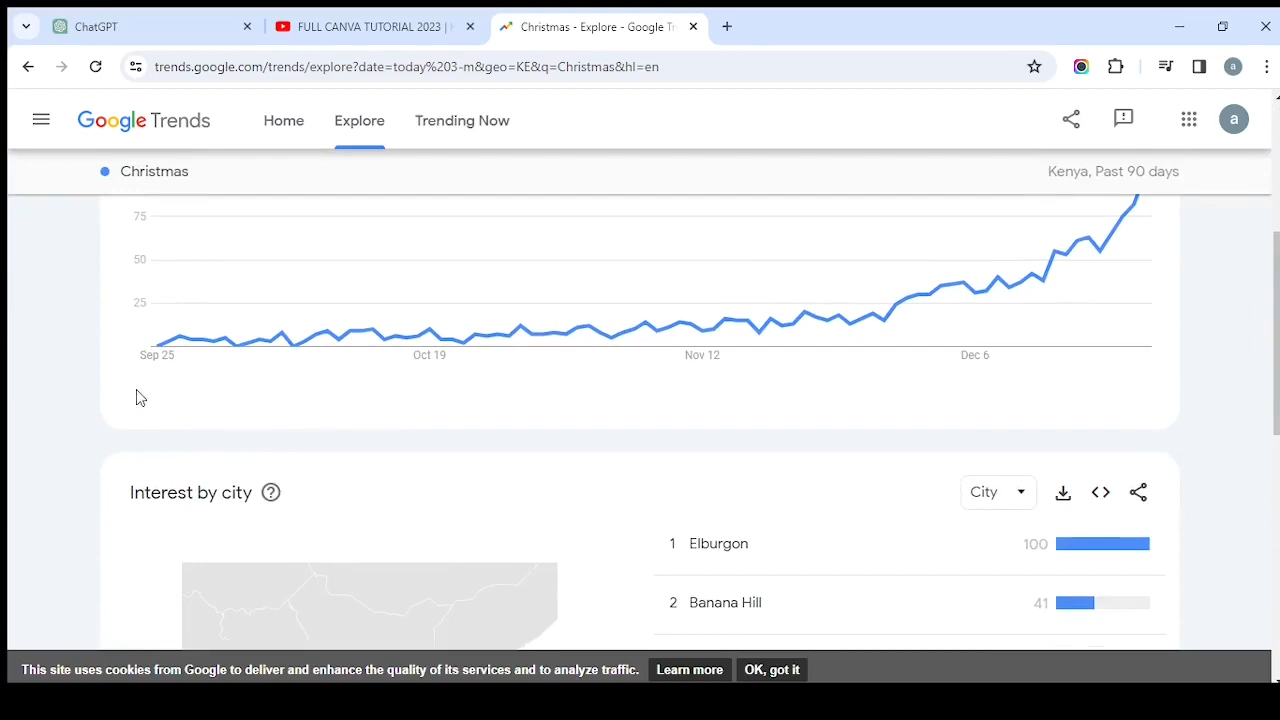 ChatGPT
FULL CANVA TUTORIAL 2023 |
Christmas - Explore - Google Tr
trends.google.com/trends/explore?date=today%203-m&geo=KE&q=Christmas&hl=en
a
Google Trends
Home
Explore
Trending Now
a
Christmas
Kenya, Past 90 days
75
50
25
Sep 25
Oct 19
Nov 12
Dec 6
Interest by city ?
City
1 Elburgon 100
2 Banana Hill 41
This site uses cookies from Google to deliver and enhance the quality of its services and to analyze traffic.
Learn more
OK, got it